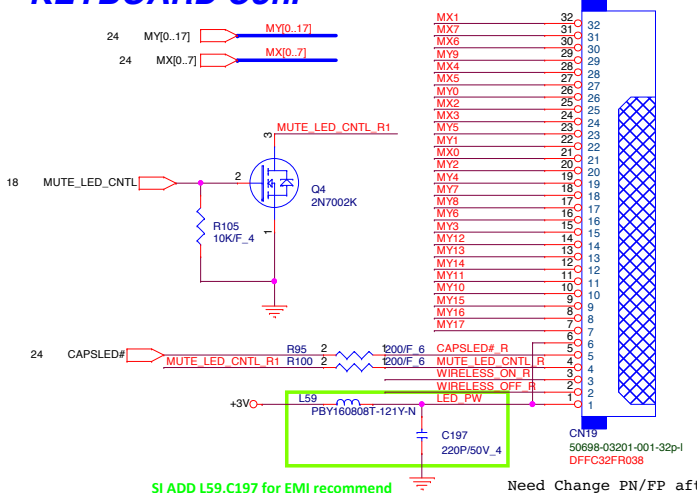 KEYBOARD Conn
24 MY[0..17] MY[0..17]
24 MX[0..7] MX[0..7]
MX1 32 32
MX7 31 31
MX6 30 30
MY9 29 29
MX4 28 28
MX5 27 27
MY0 26 26
MX2 25 25
MX3 24 24
MY5 23 23
MY1 22 22
MX0 21 21
MY2 20 20
MY4 19 19
MY7 18 18
MY8 17 17
MY6 16 16
MY3 15 15
MY12 14 14
MY13 13 13
MY14 12 12
MY11 11 11
MY10 10 10
MY15 9 9
MY16 8 8
MY17 7 7
6 6
CAPSLED#_R 5 5
MUTE_LED_CNTL_R 4 4
WIRELESS_ON_R 3 3
WIRELESS_OFF_R 2 2
LED_PW 1 1
3 MUTE_LED_CNTL_R1
18 MUTE_LED_CNTL 2
Q4
2N7002K
1
R105
10K/F_4
24 CAPSLED# R95 2 1 200/F_6
MUTE_LED_CNTL_R1 R100 2 1 200/F_6
+3V L59
PBY160808T-121Y-N
C197
220P/50V_4
CN19
50698-03201-001-32p-l
DFFC32FR038
SI ADD L59.C197 for EMI recommend
Need Change PN/FP aft